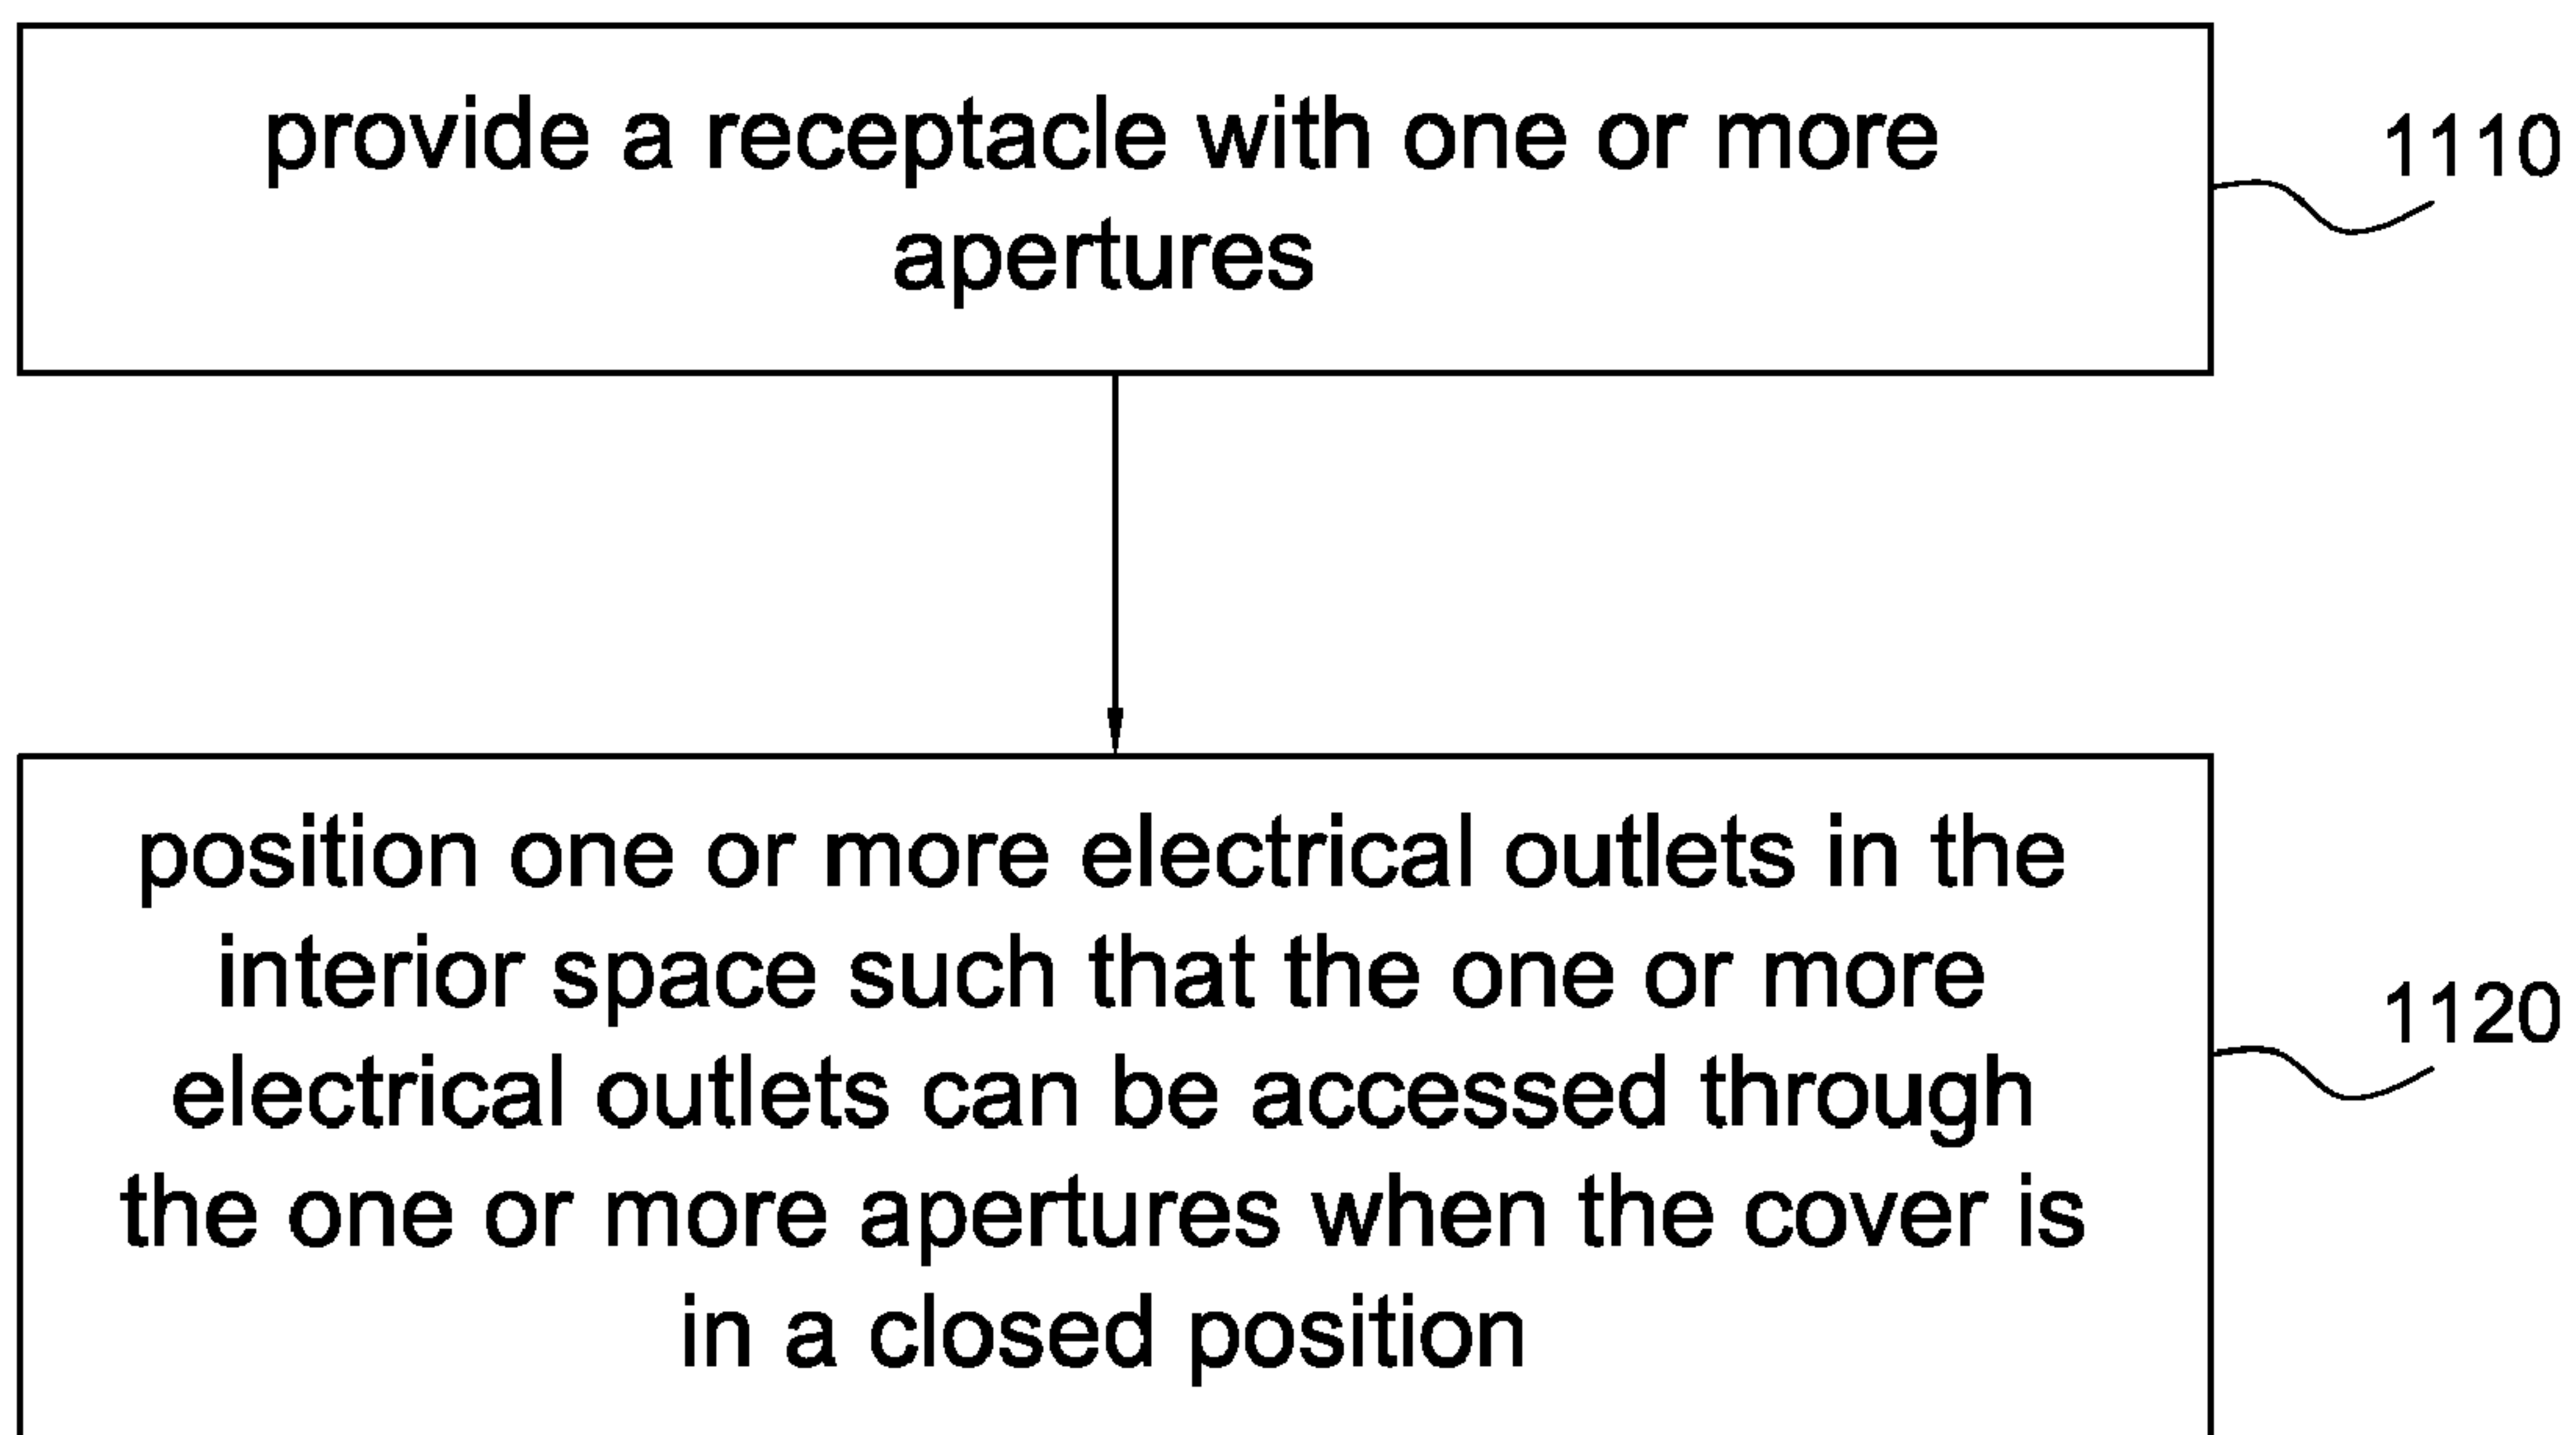 provide a receptacle with one or more
apertures
1110
position one or more electrical outlets in the
interior space such that the one or more
electrical outlets can be accessed through
the one or more apertures when the cover is
in a closed position
1120